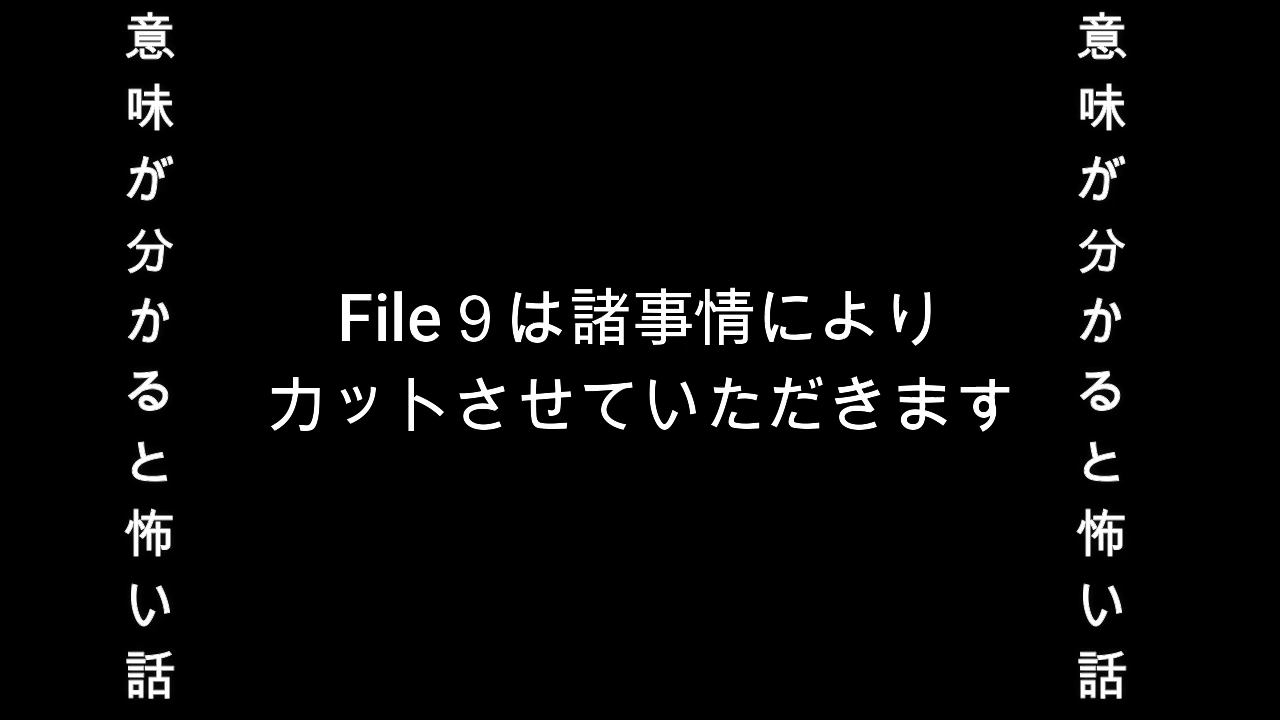 意味が分かると怖い話
File９は諸事情により
カットさせていただきます
意味が分かると怖い話